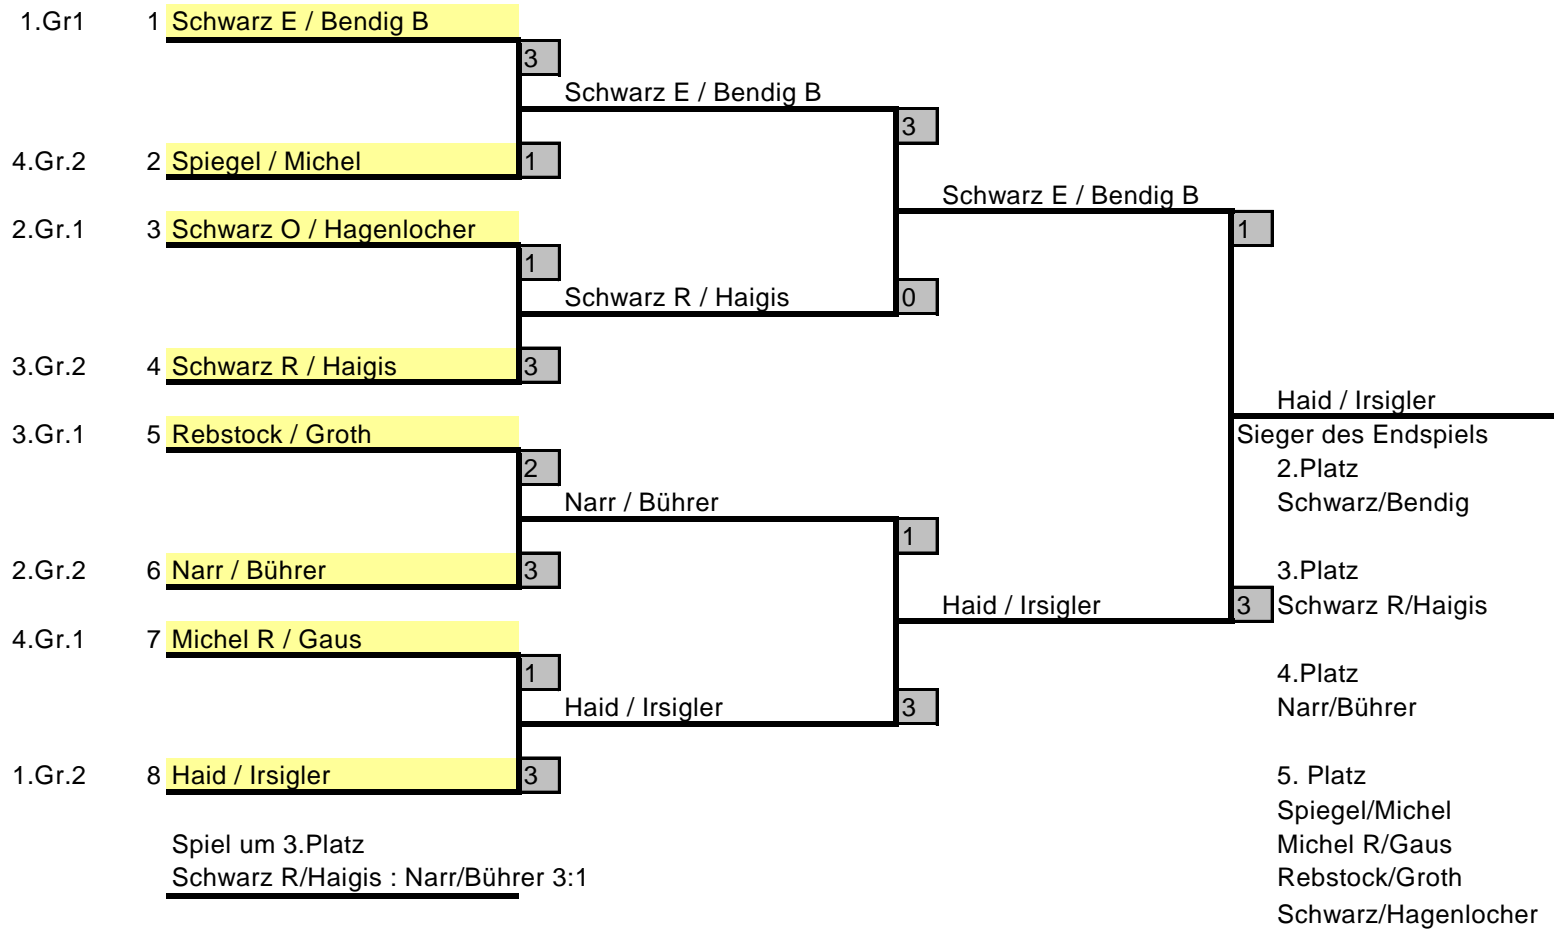 1.Gr1 1 Schwarz E / Bendig B
3
Schwarz E / Bendig B
3
4.Gr.2 2 Spiegel / Michel 1
Schwarz E / Bendig B
2.Gr.1 3 Schwarz O / Hagenlocher 1
1
Schwarz R / Haigis 0
3.Gr.2 4 Schwarz R / Haigis 3
Haid / Irsigler
3.Gr.1 5 Rebstock / Groth Sieger des Endspiels
2 2.Platz
Narr / Bührer Schwarz/Bendig
1
2.Gr.2 6 Narr / Bührer 3 3.Platz
Haid / Irsigler 3 Schwarz R/Haigis
4.Gr.1 7 Michel R / Gaus
1 4.Platz
Haid / Irsigler 3 Narr/Bührer
1.Gr.2 8 Haid / Irsigler 3 5. Platz
Spiegel/Michel
Spiel um 3.Platz Michel R/Gaus
Schwarz R/Haigis : Narr/Bührer 3:1 Rebstock/Groth
Schwarz/Hagenlocher